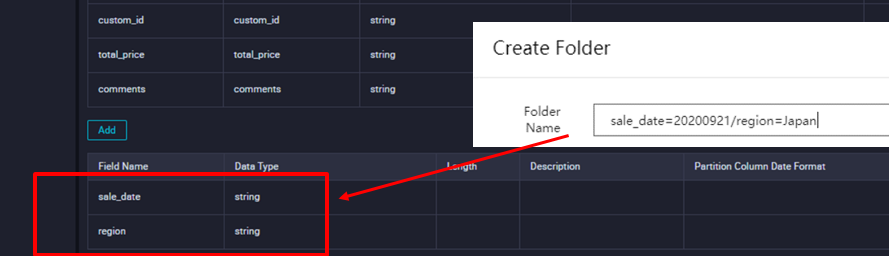 custom_id custom_id string
total_price total_price string
comments comments string
Create Folder
Folder Name sale_date=20200921/region=Japan
Add
Field Name Data Type Length Description Partition Column Date Format
sale_date string
region string